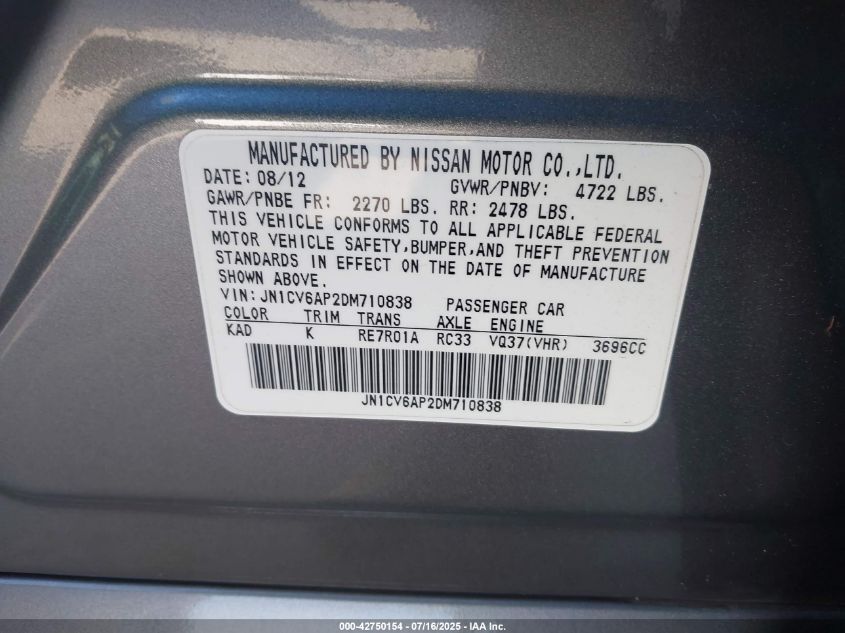 MANUFACTURED BY NISSAN MOTOR CO.,LTD.
DATE: 08/12 GVWR/PNBV: 4722 LBS.
GAWR/PNBE FR: 2270 LBS. RR: 2478 LBS.
THIS VEHICLE CONFORMS TO ALL APPLICABLE FEDERAL
MOTOR VEHICLE SAFETY,BUMPER,AND THEFT PREVENTION
STANDARDS IN EFFECT ON THE DATE OF MANUFACTURE
SHOWN ABOVE.
VIN: JN1CV6AP2DM710838 PASSENGER CAR
COLOR TRIM TRANS AXLE ENGINE
KAD K RE7R01A RC33 VQ37(VHR) 3696CC
JN1CV6AP2DM710838
000-42750154 - 07/16/2025 - IAA Inc.